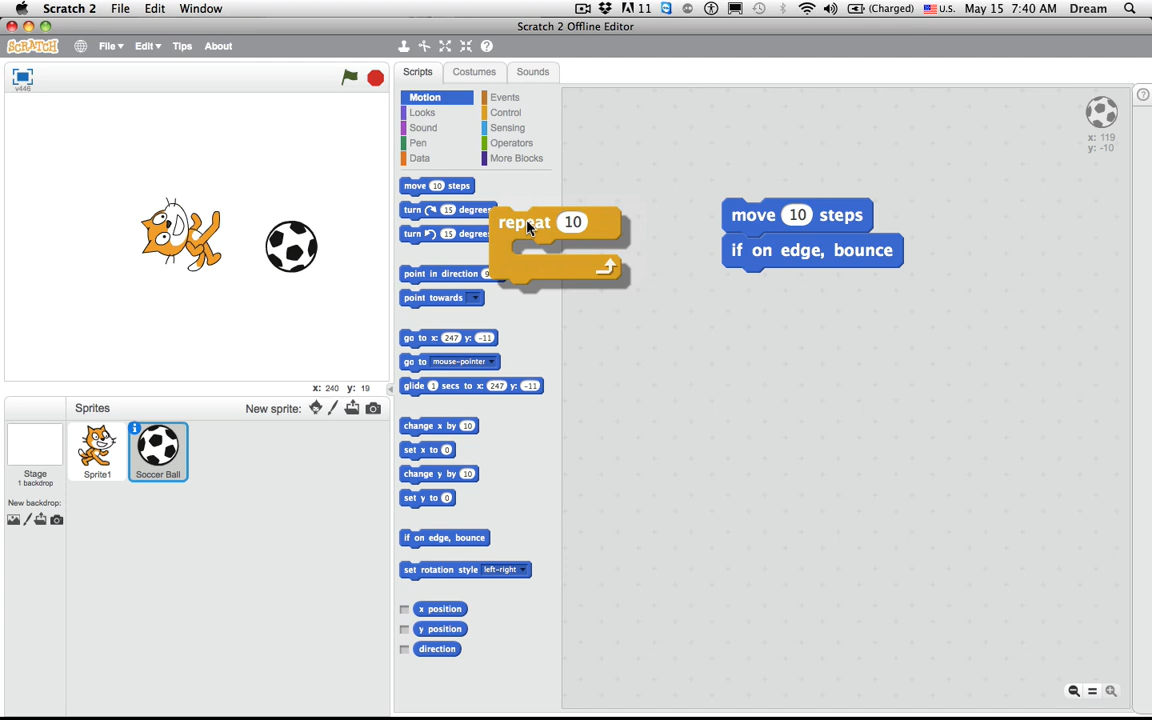 Scratch 2 File Edit Window 11 (Charged) U.S. May 15 7:40 AM Dream
Scratch 2 Offline Editor
SCRATCH File Edit Tips About
v446
Scripts Costumes Sounds
Motion Events
Looks Control
Sound Sensing
Pen Operators
Data More Blocks
x: 119
y: -10
move 10 steps
turn 15 degrees
turn 15 degrees
repeat 10
point in direction
point towards
go to x: 247 y: -11
go to mouse-pointer
glide 1 secs to x: 247 y: -11
change x by 10
set x to 0
change y by 10
set y to 0
if on edge, bounce
set rotation style left-right
x position
y position
direction
move 10 steps
if on edge, bounce
x: 240 y: 19
Sprites New sprite:
Stage
1 backdrop
New backdrop:
Sprite1
Soccer Ball